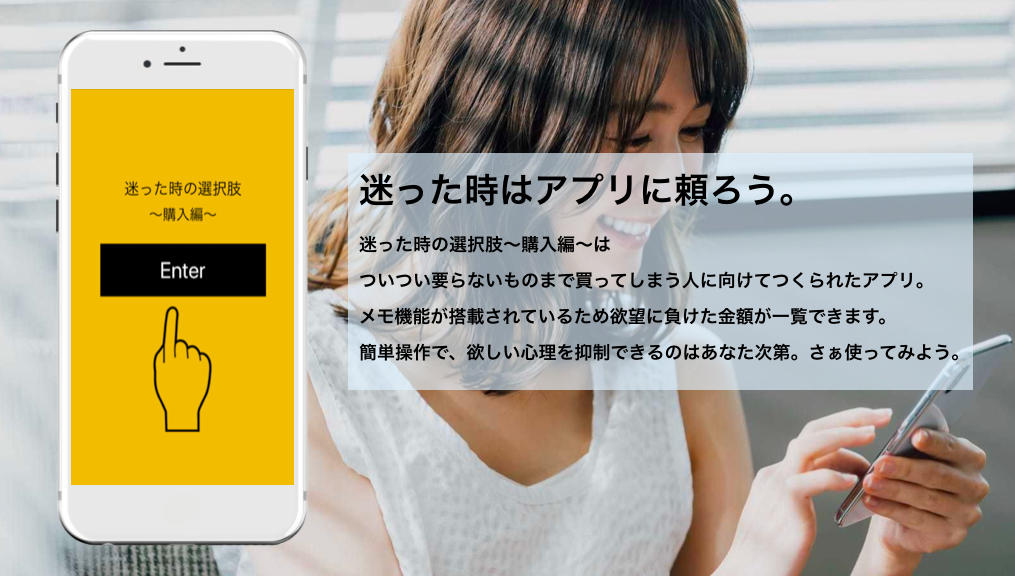 迷った時の選択肢
〜購入編〜
Enter
迷った時はアプリに頼ろう。
迷った時の選択肢〜購入編〜は
ついつい要らないものまで買ってしまう人に向けてつくられたアプリ。
メモ機能が搭載されているため欲望に負けた金額が一覧できます。
簡単操作で、欲しい心理を抑制できるのはあなた次第。さぁ使ってみよう。